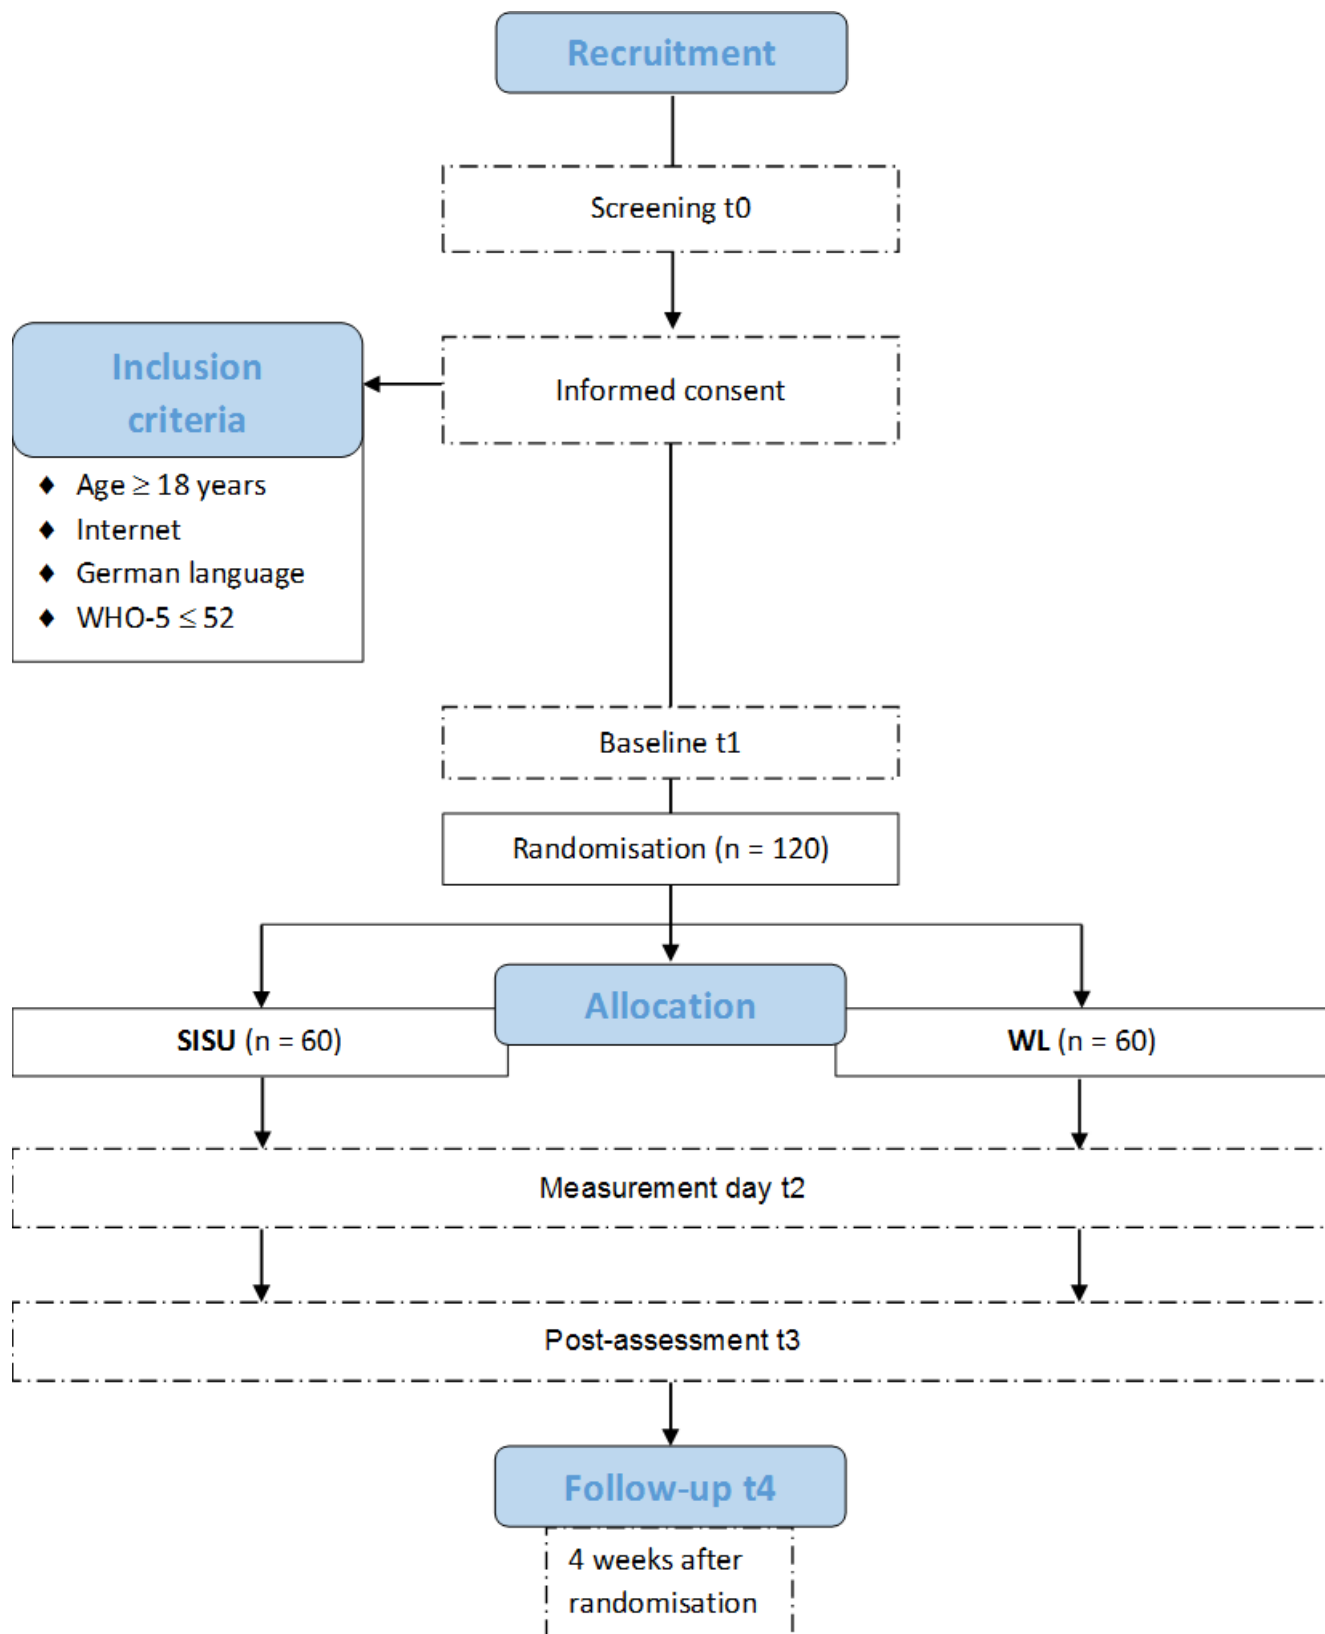 Recruitment
Screening t0
Informed consent
Inclusion
criteria
♦ Age ≥ 18 years
♦ Internet
♦ German language
♦ WHO-5 ≤ 52
Baseline t1
Randomisation (n = 120)
Allocation
SISU (n = 60)
WL (n = 60)
Measurement day t2
Post-assessment t3
Follow-up t4
4 weeks after
randomisation